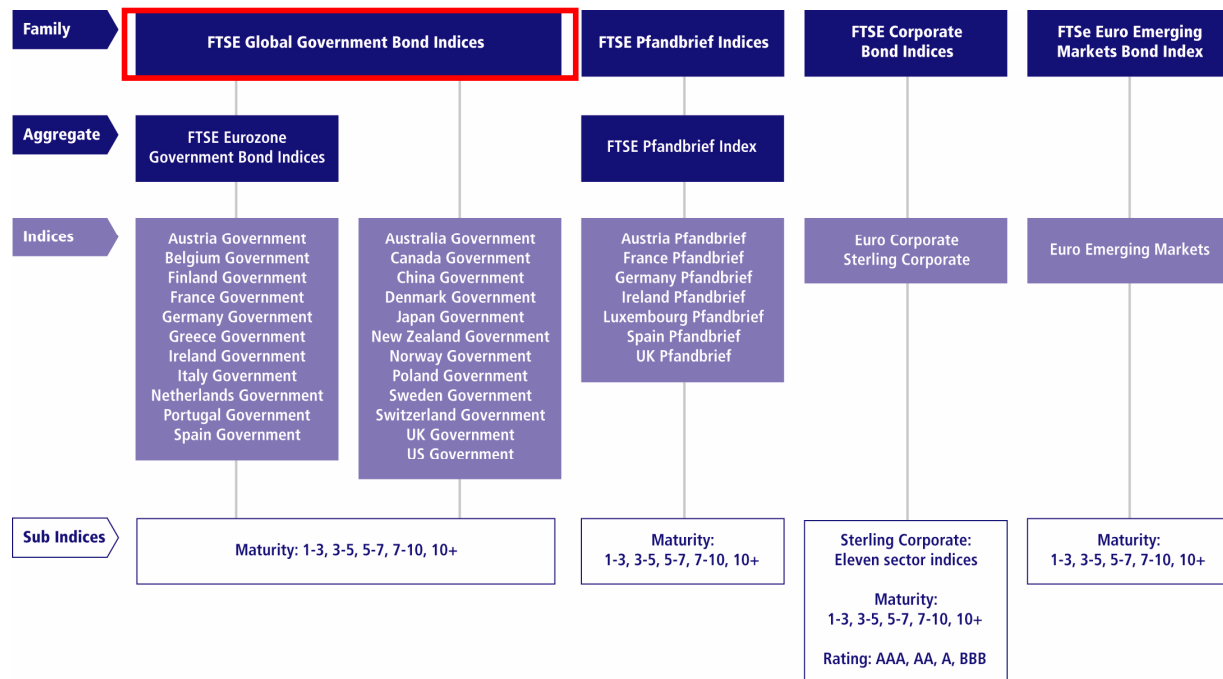 Family
FTSE Global Government Bond Indices
FTSE Pfandbrief Indices
FTSE Corporate
Bond Indices
FTSe Euro Emerging
Markets Bond Index
Aggregate
FTSE Eurozone
Government Bond Indices
FTSE Pfandbrief Index
Indices
Austria Government
Belgium Government
Finland Government
France Government
Germany Government
Greece Government
Ireland Government
Italy Government
Netherlands Government
Portugal Government
Spain Government
Australia Government
Canada Government
China Government
Denmark Government
Japan Government
New Zealand Government
Norway Government
Poland Government
Sweden Government
Switzerland Government
UK Government
US Government
Austria Pfandbrief
France Pfandbrief
Germany Pfandbrief
Ireland Pfandbrief
Luxembourg Pfandbrief
Spain Pfandbrief
UK Pfandbrief
Euro Corporate
Sterling Corporate
Euro Emerging Markets
Sub Indices
Maturity: 1-3, 3-5, 5-7, 7-10, 10+
Maturity:
1-3, 3-5, 5-7, 7-10, 10+
Sterling Corporate:
Eleven sector indices
Maturity:
1-3, 3-5, 5-7, 7-10, 10+
Rating: AAA, AA, A, BBB
Maturity:
1-3, 3-5, 5-7, 7-10, 10+